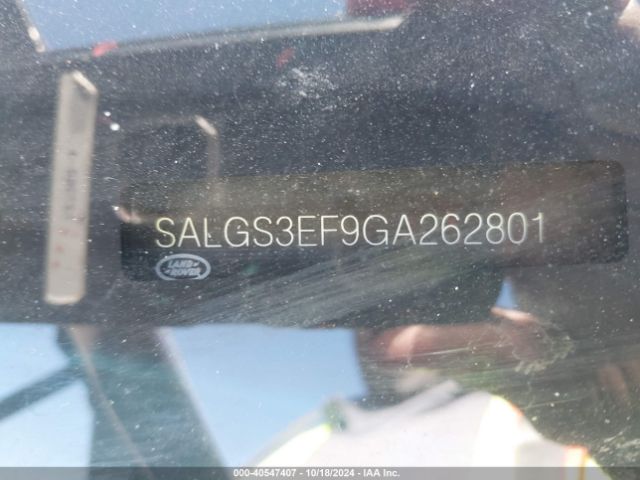 SALGS3EF9GA262801
LAND
ROVER
000-40547407 - 10/18/2024 - IAA Inc.